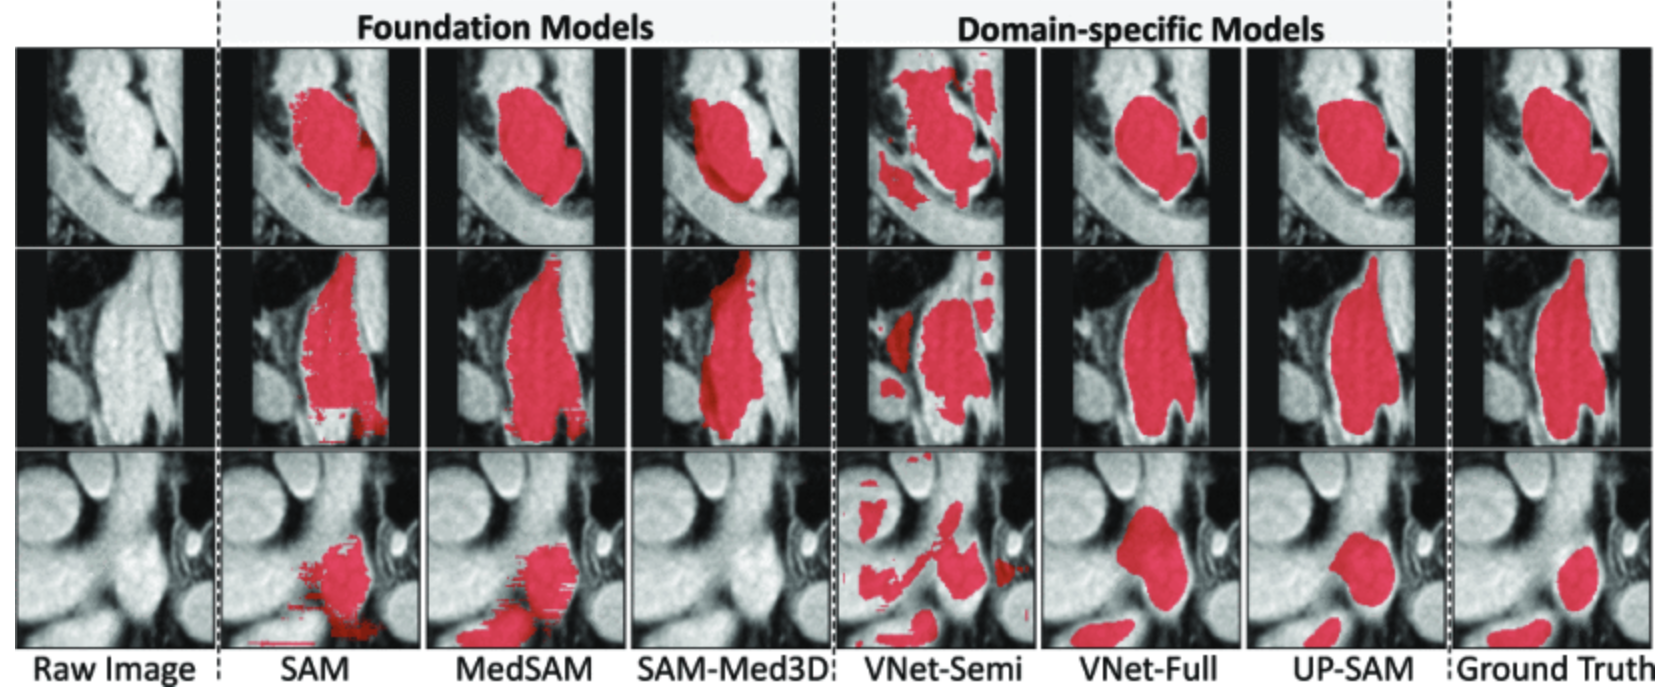 Foundation Models
Domain-specific Models
Raw Image
SAM
MedSAM
SAM-Med3D
VNet-Semi
VNet-Full
UP-SAM
Ground Truth